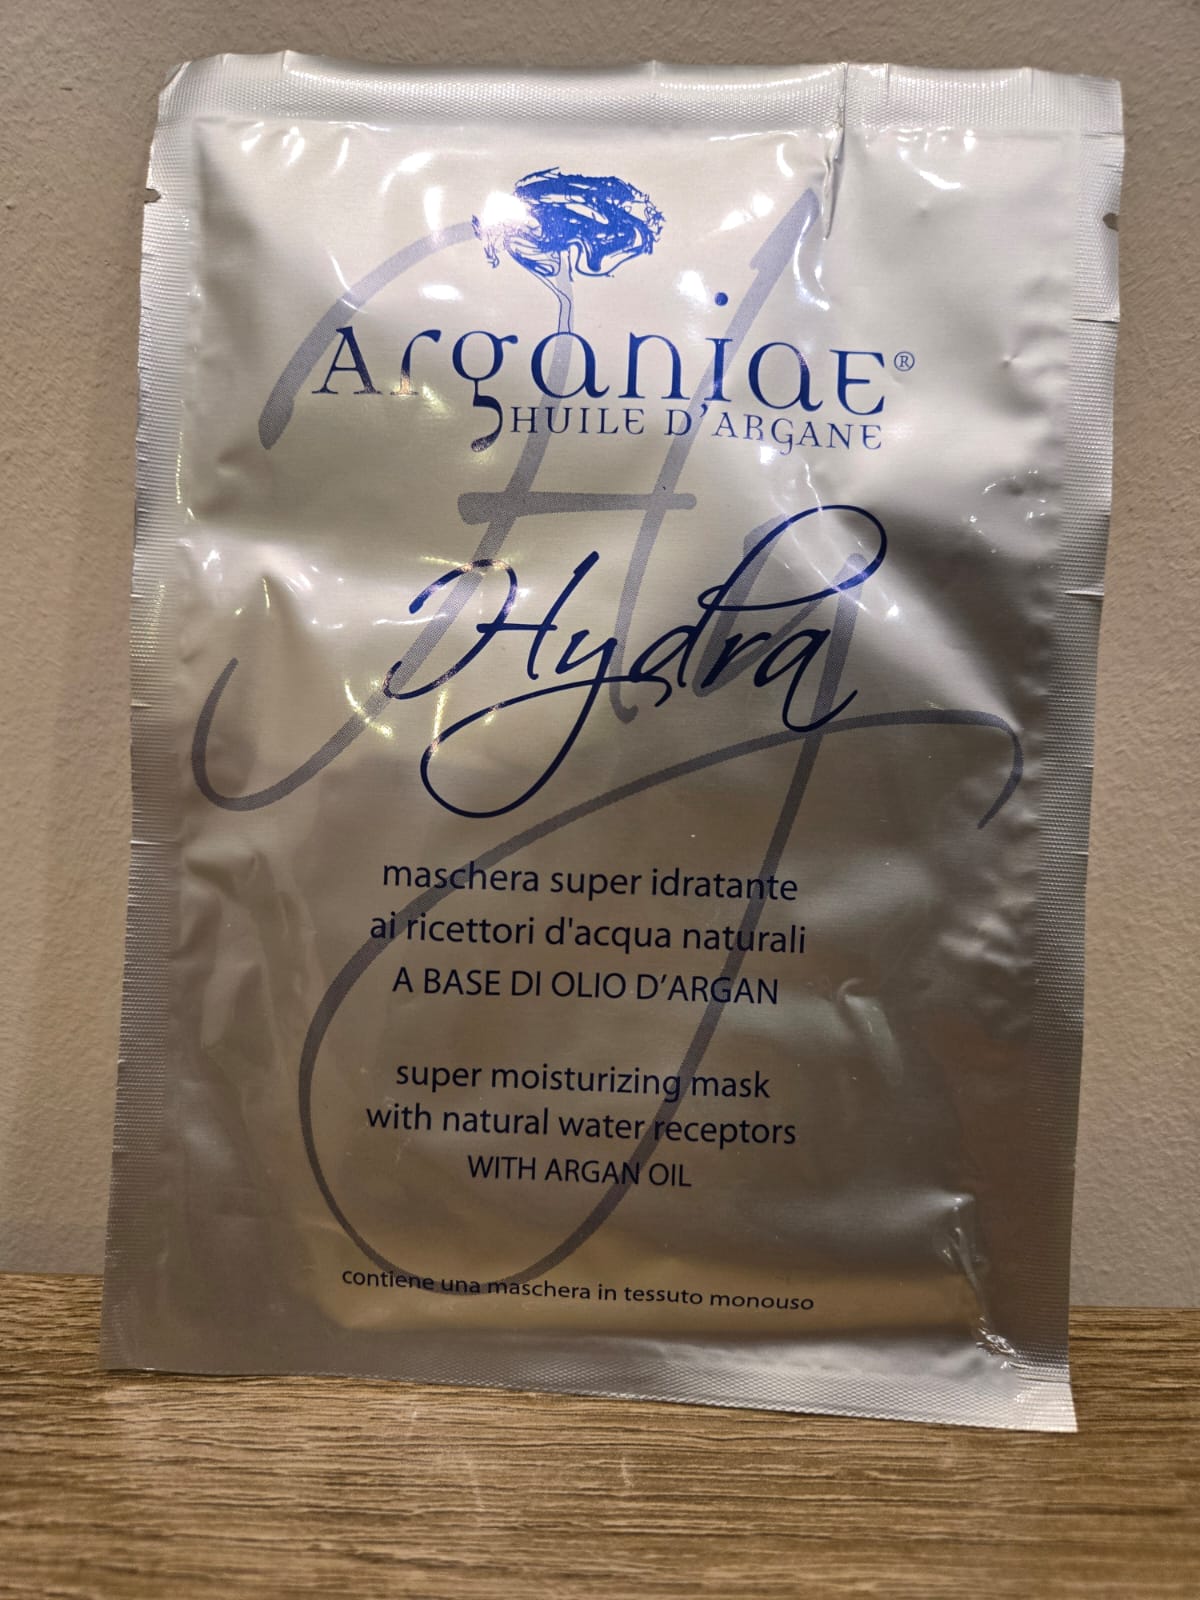 ArganiaE®
HUILE D'ARGANE
Hydra
maschera super idratante
ai ricettori d'acqua naturali
A BASE DI OLIO D'ARGAN
super moisturizing mask
with natural water receptors
WITH ARGAN OIL
contiene una maschera in tessuto monouso